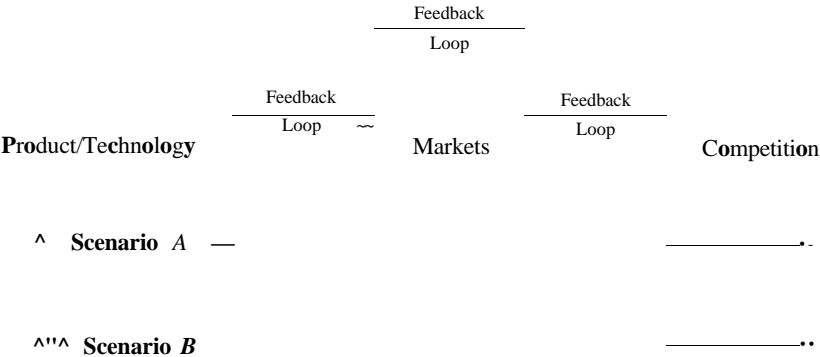 Feedback
Loop
Feedback
Loop ~~
Feedback
Loop
Product/Technology
Markets
Competition
^ Scenario A —
^"^ Scenario B